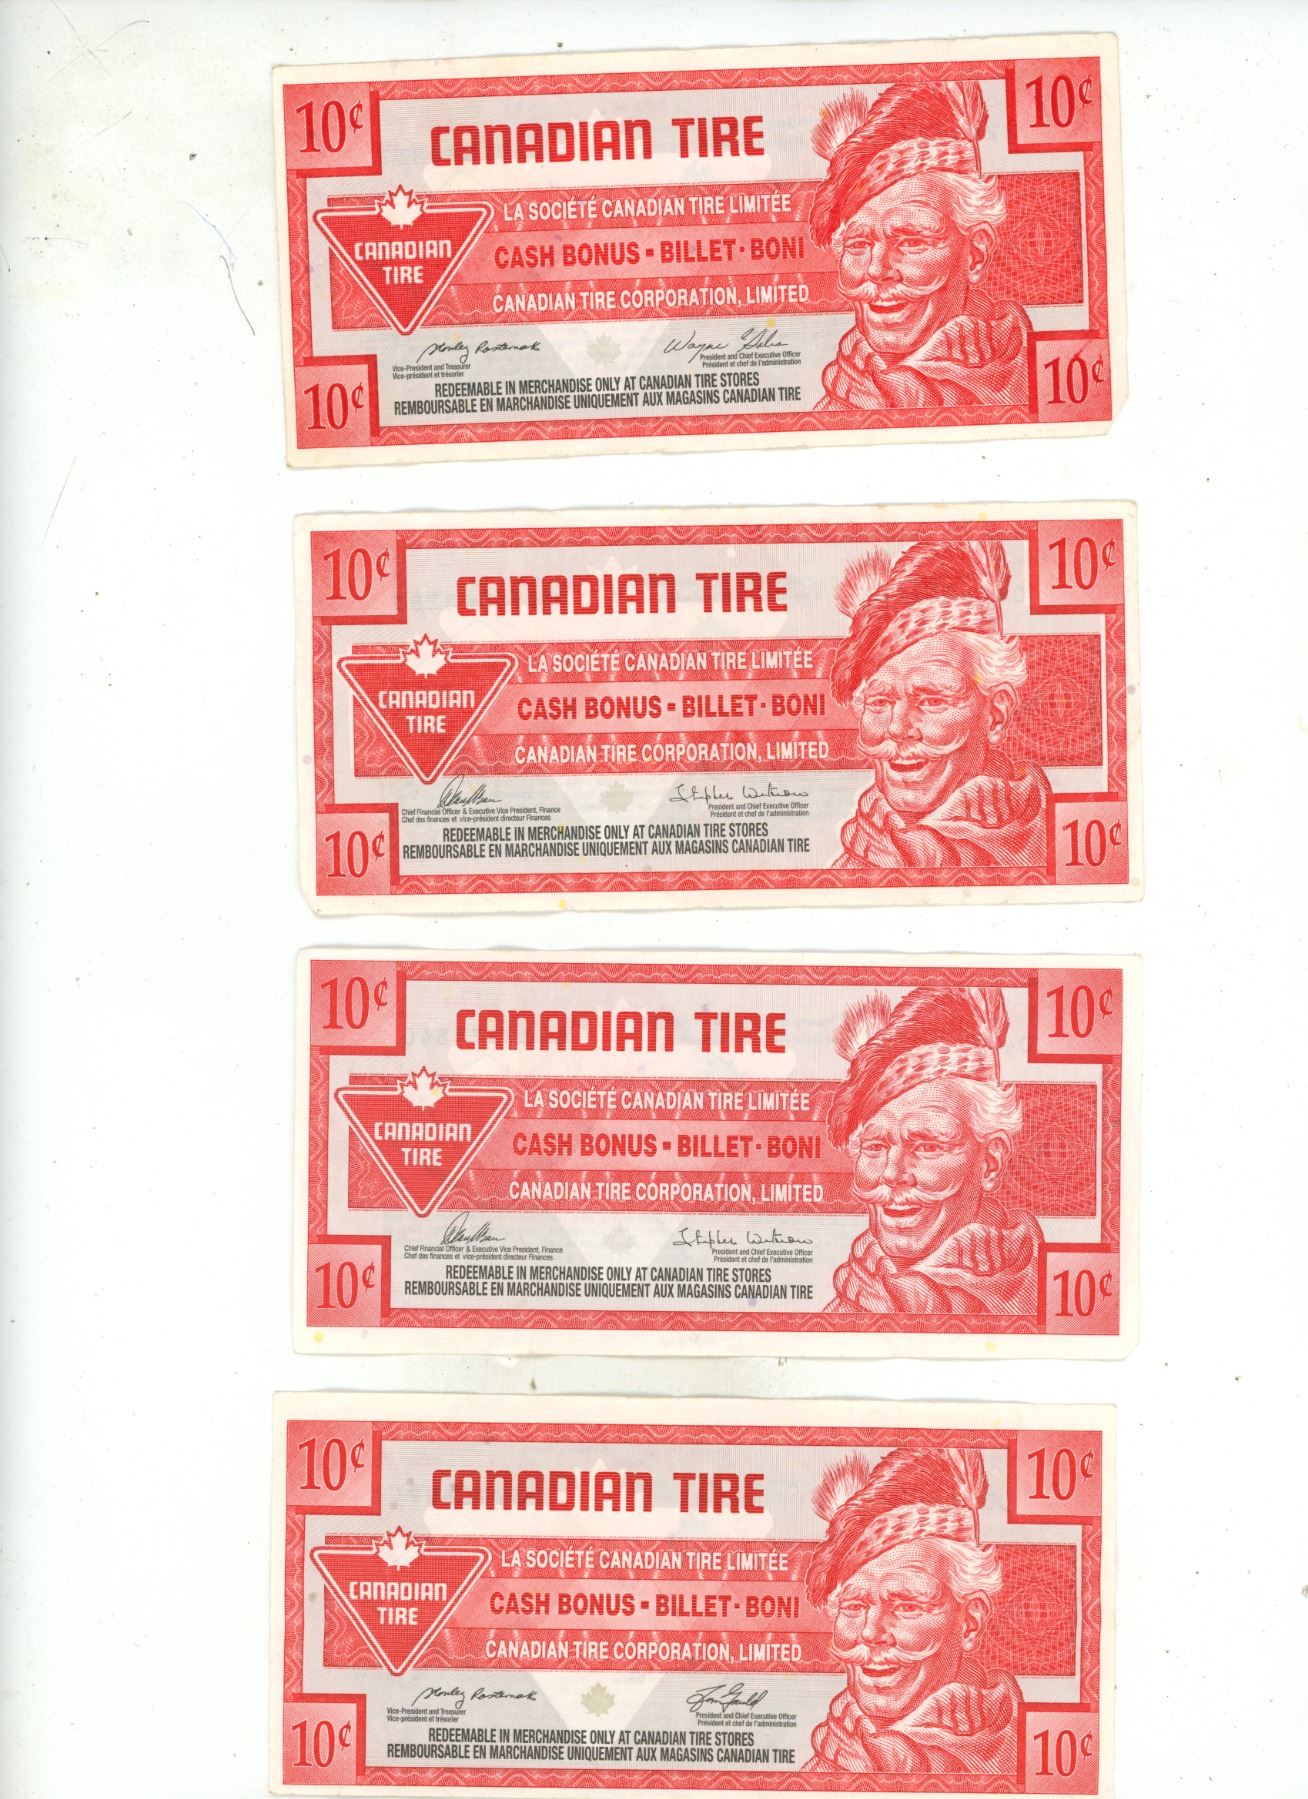 10¢ 10¢
CANADIAN TIRE
LA SOCIÉTÉ CANADIAN TIRE LIMITÉE
CANADIAN
TIRE
CASH BONUS - BILLET - BONI
CANADIAN TIRE CORPORATION, LIMITED
Stanley Pasternak Wayne Sales
Vice-President and Treasurer President and Chief Executive Officer
Vice-président et trésorier Président et chef de l'administration
REDEEMABLE IN MERCHANDISE ONLY AT CANADIAN TIRE STORES
REMBOURSABLE EN MARCHANDISE UNIQUEMENT AUX MAGASINS CANADIAN TIRE
10¢ 10¢
10¢ 10¢
CANADIAN TIRE
LA SOCIÉTÉ CANADIAN TIRE LIMITÉE
CANADIAN
TIRE
CASH BONUS - BILLET - BONI
CANADIAN TIRE CORPORATION, LIMITED
Stephen Wetmore
Chief Financial Officer & Executive Vice President, Finance President and Chief Executive Officer
Chef des finances et vice-président directeur Finances Président et chef de l'administration
REDEEMABLE IN MERCHANDISE ONLY AT CANADIAN TIRE STORES
REMBOURSABLE EN MARCHANDISE UNIQUEMENT AUX MAGASINS CANADIAN TIRE
10¢ 10¢
10¢ 10¢
CANADIAN TIRE
LA SOCIÉTÉ CANADIAN TIRE LIMITÉE
CANADIAN
TIRE
CASH BONUS - BILLET - BONI
CANADIAN TIRE CORPORATION, LIMITED
Stephen Wetmore
Chief Financial Officer & Executive Vice President, Finance President and Chief Executive Officer
Chef des finances et vice-président directeur Finances Président et chef de l'administration
REDEEMABLE IN MERCHANDISE ONLY AT CANADIAN TIRE STORES
REMBOURSABLE EN MARCHANDISE UNIQUEMENT AUX MAGASINS CANADIAN TIRE
10¢ 10¢
10¢ 10¢
CANADIAN TIRE
LA SOCIÉTÉ CANADIAN TIRE LIMITÉE
CANADIAN
TIRE
CASH BONUS - BILLET - BONI
CANADIAN TIRE CORPORATION, LIMITED
Stanley Pasternak Tom Gauld
Vice-President and Treasurer President and Chief Executive Officer
Vice-président et trésorier Président et chef de l'administration
REDEEMABLE IN MERCHANDISE ONLY AT CANADIAN TIRE STORES
REMBOURSABLE EN MARCHANDISE UNIQUEMENT AUX MAGASINS CANADIAN TIRE
10¢ 10¢